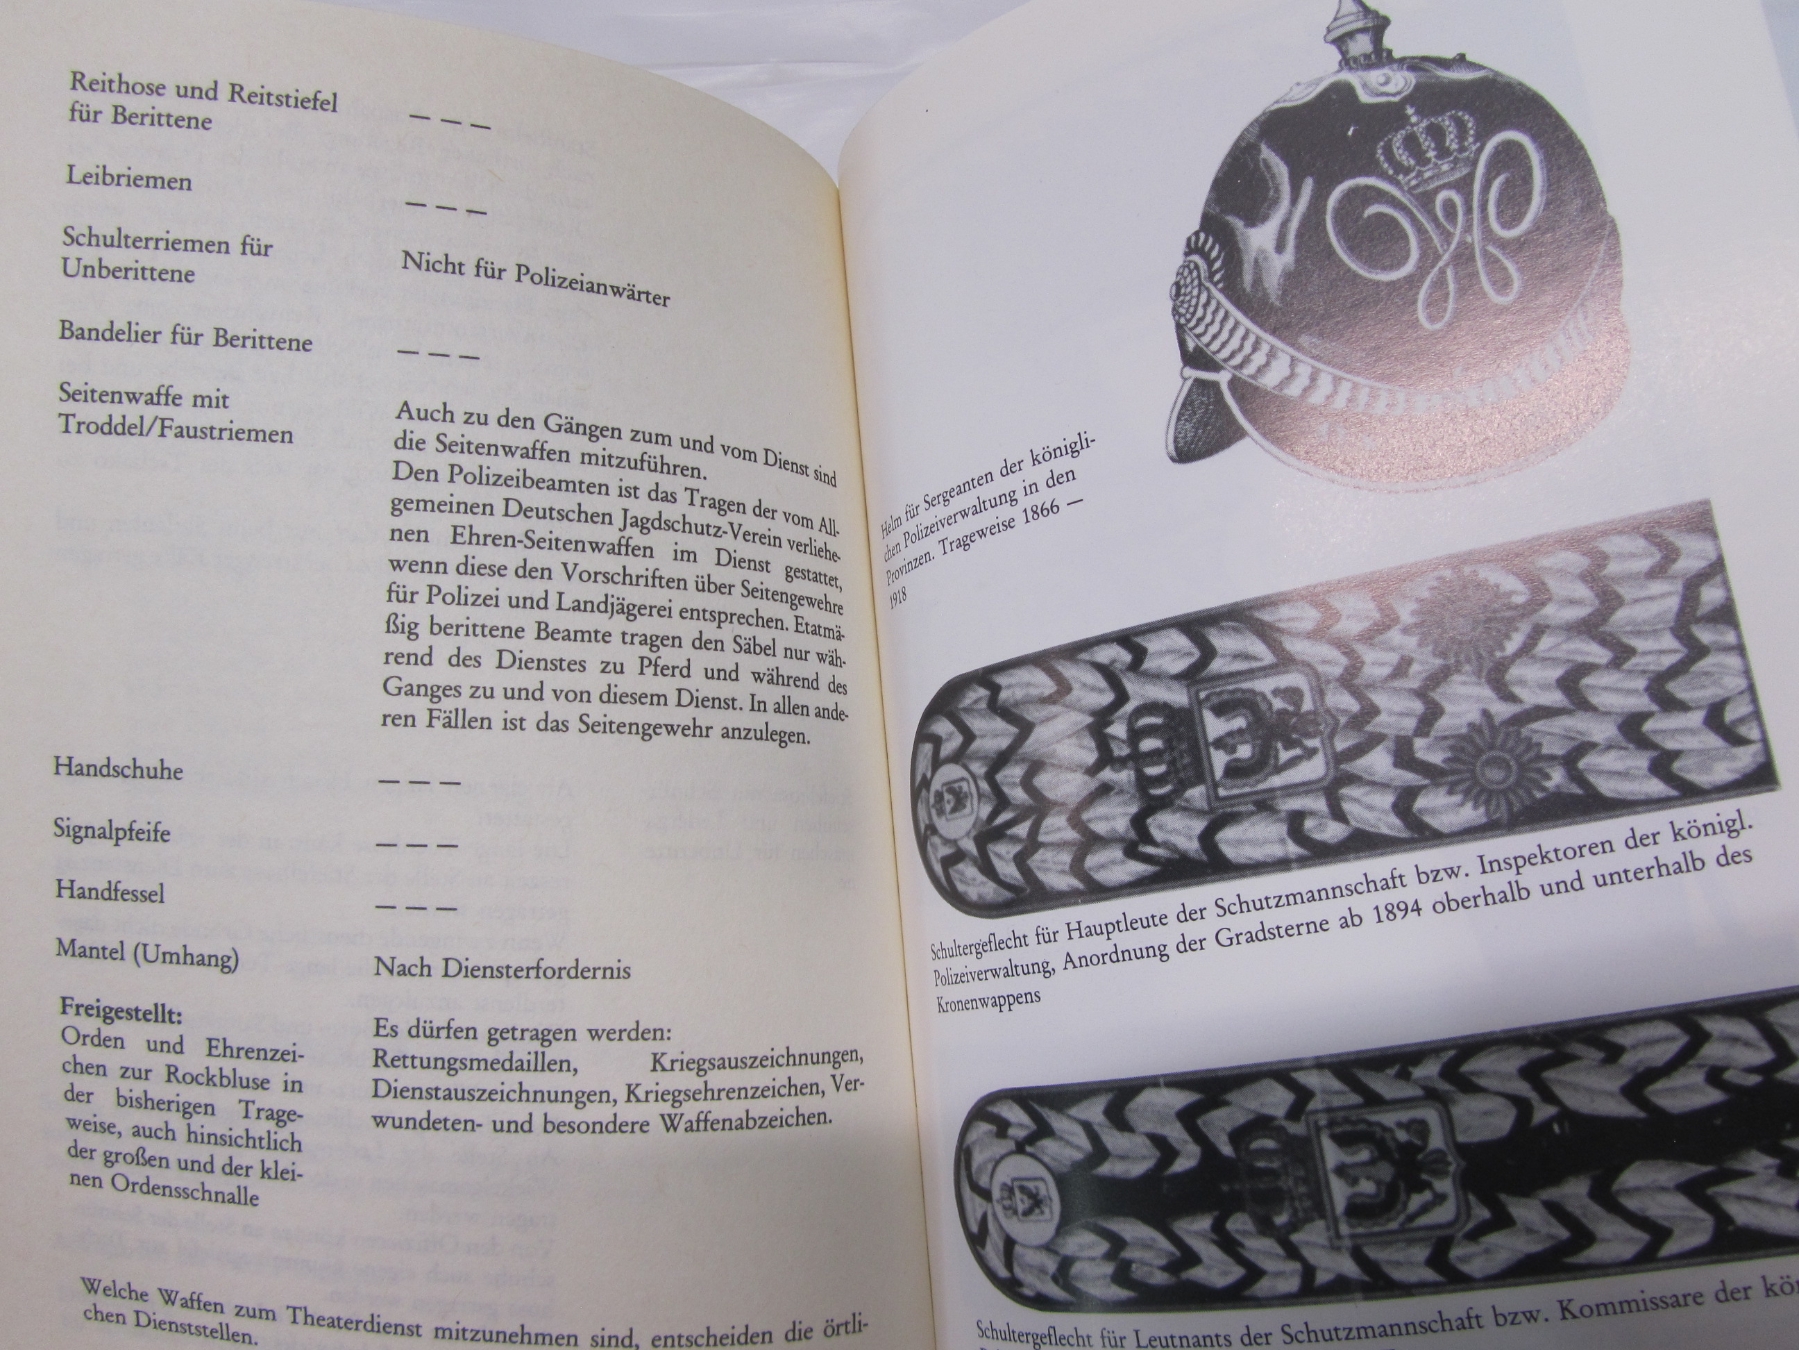 Reithose und Reitstiefel
für Berittene
— — —
Leibriemen
— — —
Schulterriemen für
Unberittene
Nicht für Polizeianwärter
Bandelier für Berittene
— — —
Seitenwaffe mit
Troddel/Faustriemen
Auch zu den Gängen zum und vom Dienst sind
die Seitenwaffen mitzuführen.
Den Polizeibeamten ist das Tragen der vom All-
gemeinen Deutschen Jagdschutz-Verein verliehe-
nen Ehren-Seitenwaffen im Dienst gestattet,
wenn diese den Vorschriften über Seitengewehre
für Polizei und Landjägerei entsprechen. Etatmä-
ßig berittene Beamte tragen den Säbel nur wäh-
rend des Dienstes zu Pferd und während des
Ganges zu und von diesem Dienst. In allen ande-
ren Fällen ist das Seitengewehr anzulegen.
Handschuhe
— — —
Signalpfeife
— — —
Handfessel
— — —
Mantel (Umhang)
Nach Diensterfordernis
Freigestellt:
Orden und Ehrenzei-
chen zur Rockbluse in
der bisherigen Trage-
weise, auch hinsichtlich
der großen und der klei-
nen Ordensschnalle
Es dürfen getragen werden:
Rettungsmedaillen, Kriegsauszeichnungen,
Dienstauszeichnungen, Kriegsehrenzeichen, Ver-
wundeten- und besondere Waffenabzeichen.
Welche Waffen zum Theaterdienst mitzunehmen sind, entscheiden die örtli-
chen Dienststellen.
Helm für Sergeanten der königli-
chen Polizeiverwaltung in den
Provinzen. Trageweise 1866 —
1918
Schultergeflecht für Hauptleute der Schutzmannschaft bzw. Inspektoren der königl.
Polizeiverwaltung, Anordnung der Gradsterne ab 1894 oberhalb und unterhalb des
Kronenwappens
Schultergeflecht für Leutnants der Schutzmannschaft bzw. Kommissare der kö